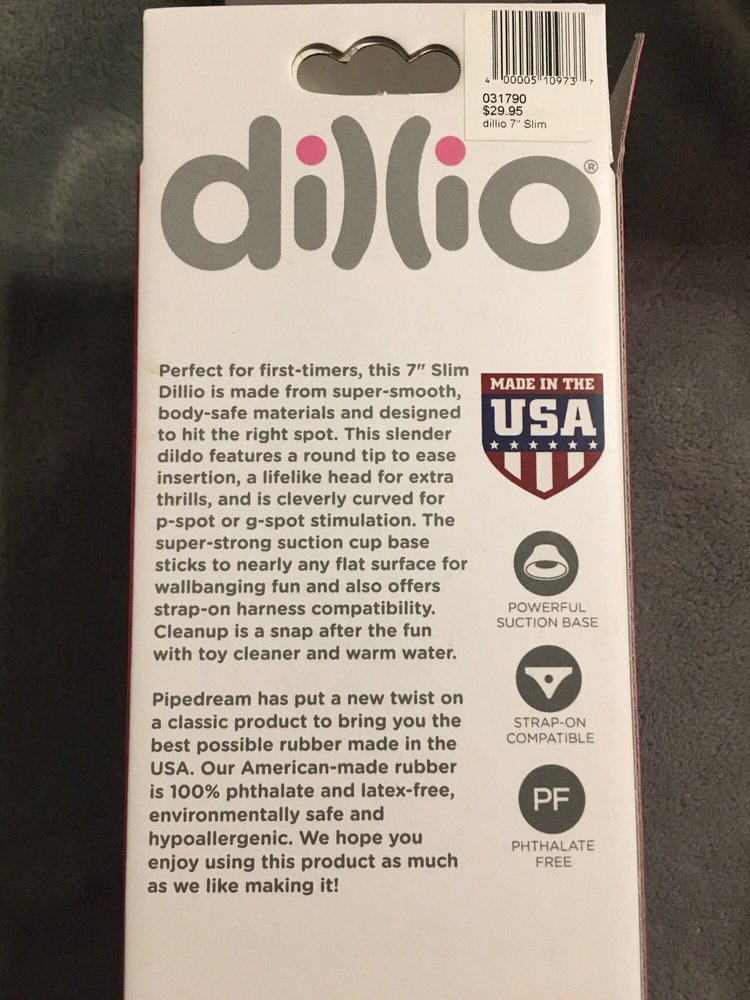 4 00005 10973 7
031790
$29.95
dillio 7" Slim
dillio®
Perfect for first-timers, this 7" Slim
Dillio is made from super-smooth,
body-safe materials and designed
to hit the right spot. This slender
dildo features a round tip to ease
insertion, a lifelike head for extra
thrills, and is cleverly curved for
p-spot or g-spot stimulation. The
super-strong suction cup base
sticks to nearly any flat surface for
wallbanging fun and also offers
strap-on harness compatibility.
Cleanup is a snap after the fun
with toy cleaner and warm water.
Pipedream has put a new twist on
a classic product to bring you the
best possible rubber made in the
USA. Our American-made rubber
is 100% phthalate and latex-free,
environmentally safe and
hypoallergenic. We hope you
enjoy using this product as much
as we like making it!
MADE IN THE
USA
POWERFUL
SUCTION BASE
STRAP-ON
COMPATIBLE
PF
PHTHALATE
FREE